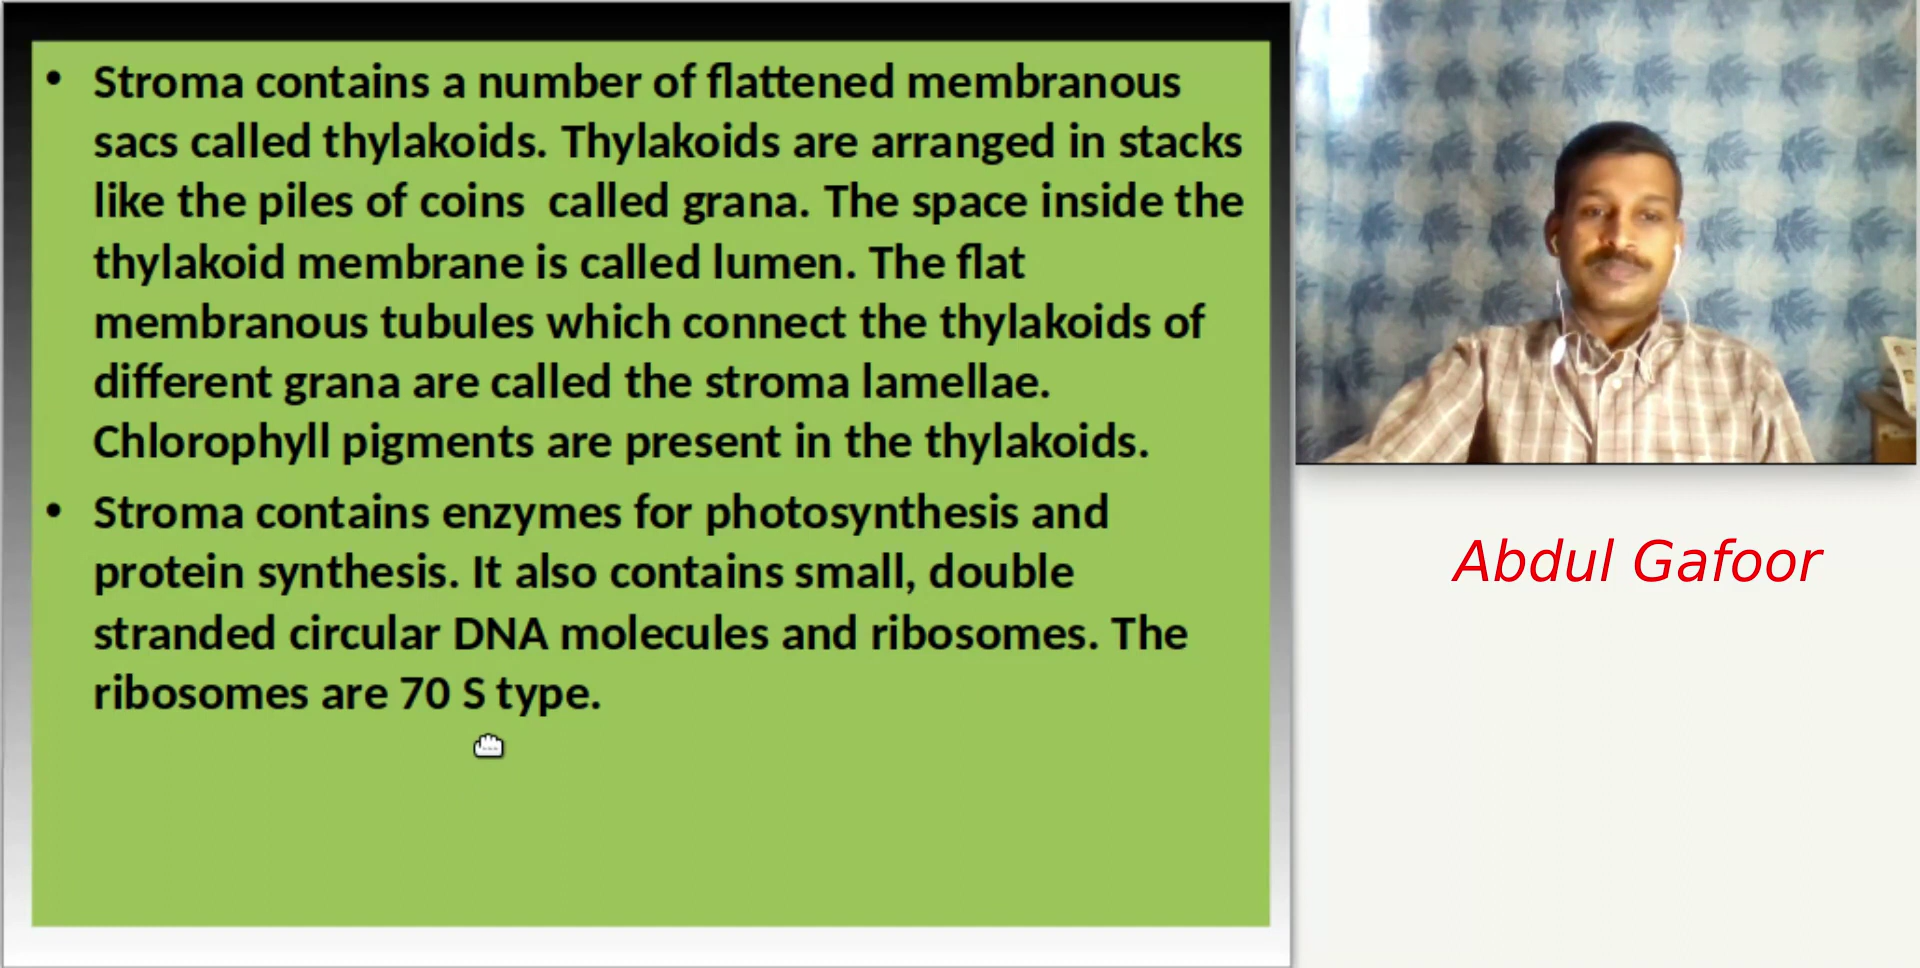 • Stroma contains a number of flattened membranous
sacs called thylakoids. Thylakoids are arranged in stacks
like the piles of coins  called grana. The space inside the
thylakoid membrane is called lumen. The flat
membranous tubules which connect the thylakoids of
different grana are called the stroma lamellae.
Chlorophyll pigments are present in the thylakoids.
• Stroma contains enzymes for photosynthesis and
protein synthesis. It also contains small, double
stranded circular DNA molecules and ribosomes. The
ribosomes are 70 S type.
Abdul Gafoor